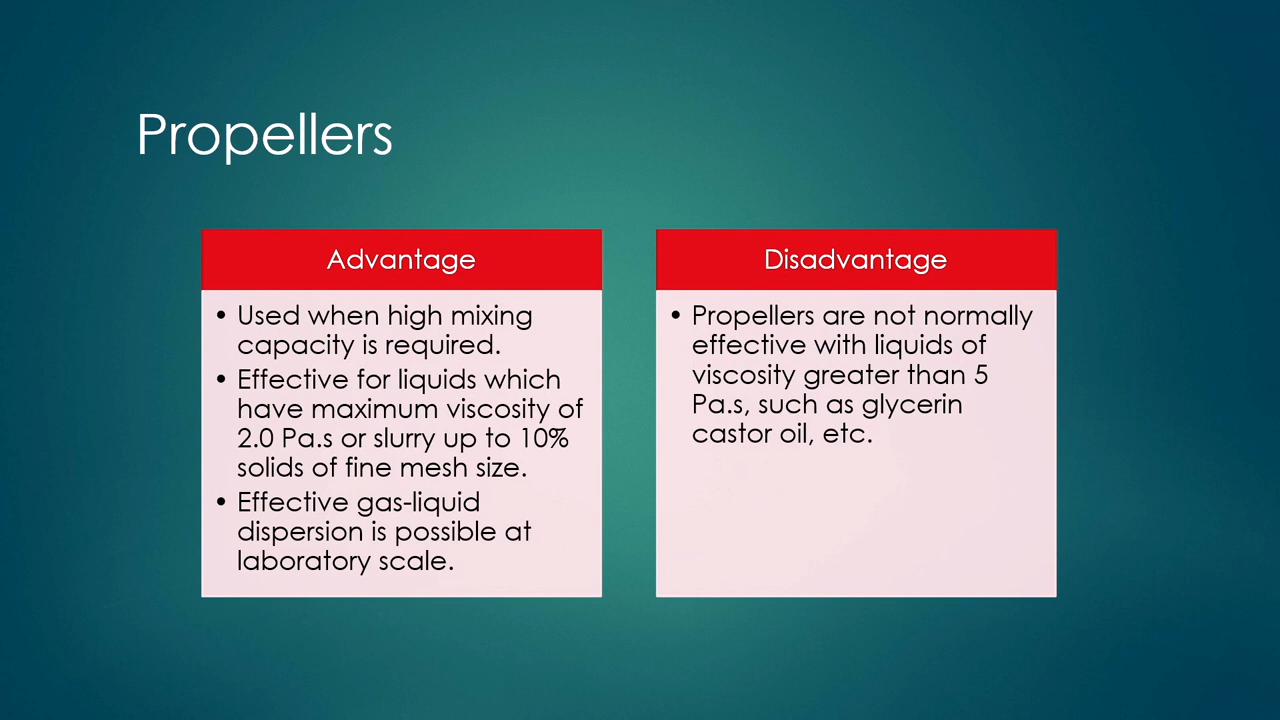 Propellers
Advantage
• Used when high mixing
capacity is required.
• Effective for liquids which
have maximum viscosity of
2.0 Pa.s or slurry up to 10%
solids of fine mesh size.
• Effective gas-liquid
dispersion is possible at
laboratory scale.
Disadvantage
• Propellers are not normally
effective with liquids of
viscosity greater than 5
Pa.s, such as glycerin
castor oil, etc.